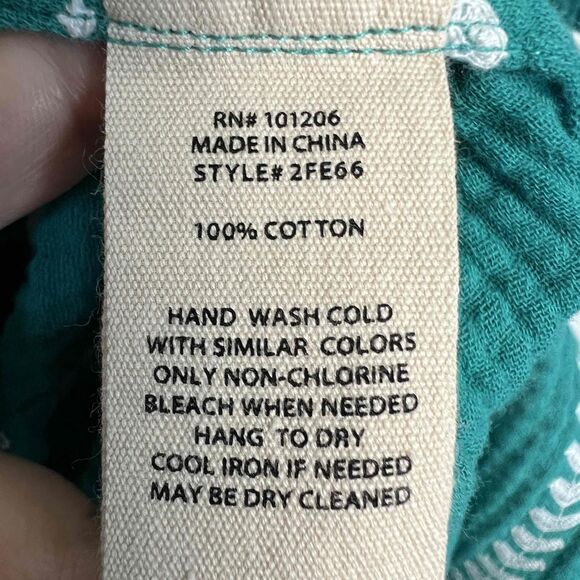 RN# 101206
MADE IN CHINA
STYLE# 2FE66
100% COTTON
HAND WASH COLD
WITH SIMILAR COLORS
ONLY NON-CHLORINE
BLEACH WHEN NEEDED
HANG TO DRY
COOL IRON IF NEEDED
MAY BE DRY CLEANED